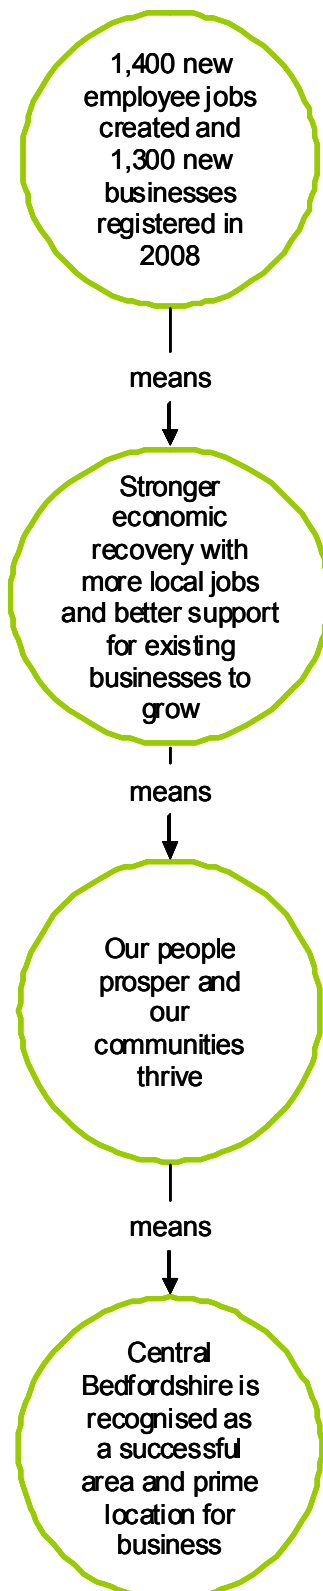 1,400 new
employee jobs
created and
1,300 new
businesses
registered in
2008
means
Stronger
economic
recovery with
more local jobs
and better support
for existing
businesses to
grow
means
Our people
prosper and
our
communities
thrive
means
Central
Bedfordshire is
recognised as
a successful
area and prime
location for
business